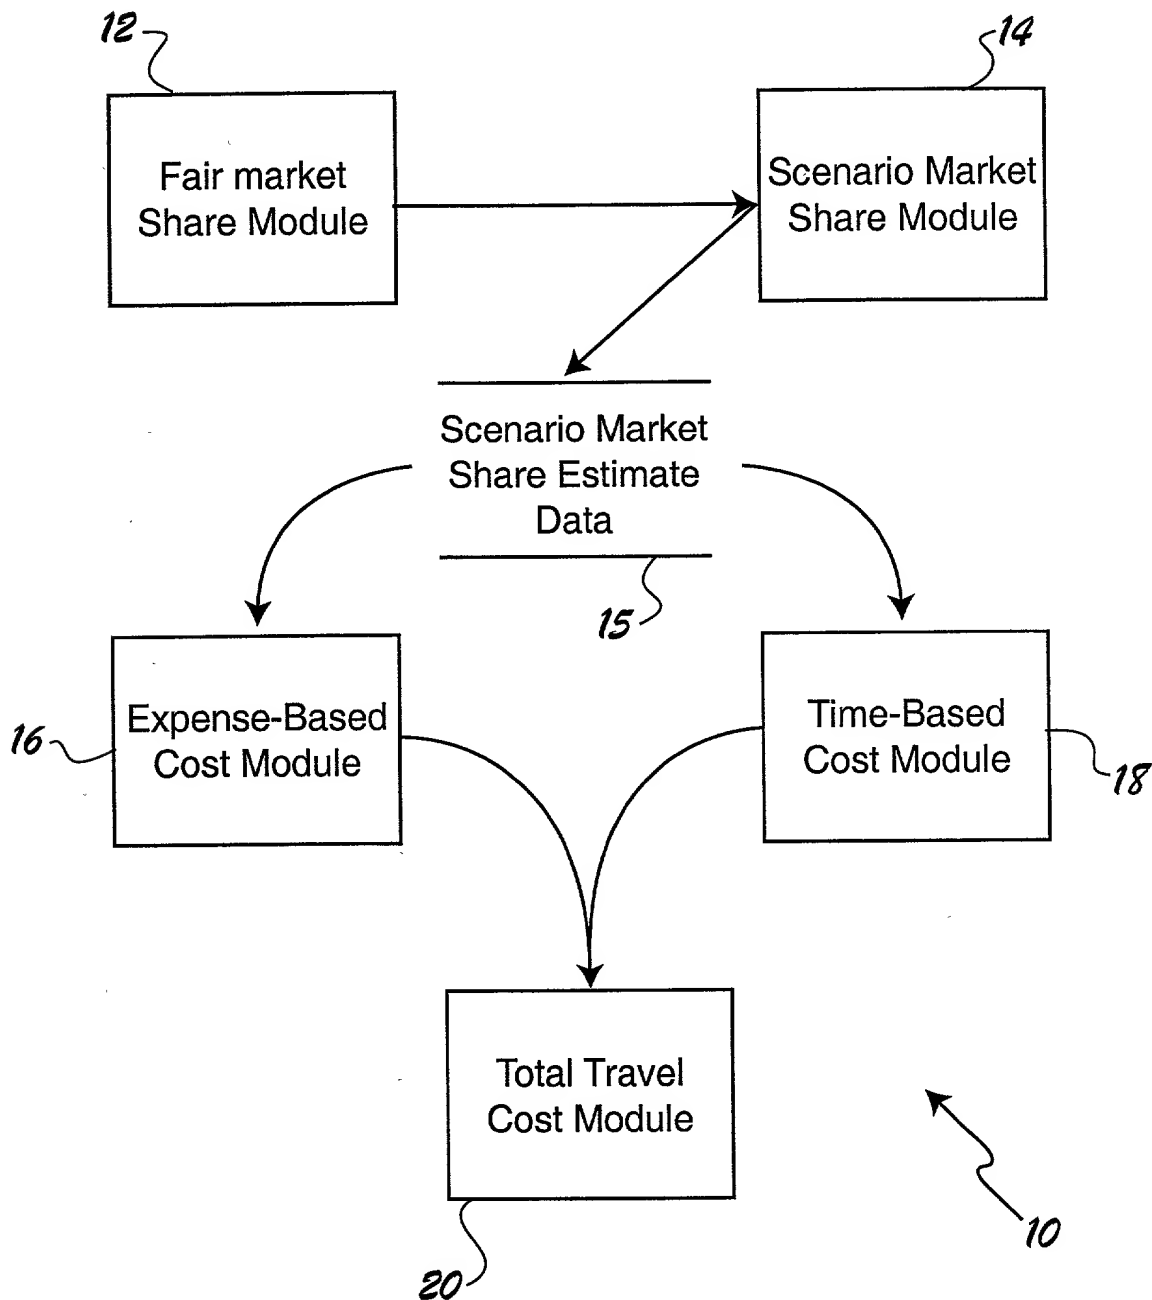 12
14
Fair market
Share Module
Scenario Market
Share Module
Scenario Market
Share Estimate
Data
15
Expense-Based
Cost Module
16
Time-Based
Cost Module
18
Total Travel
Cost Module
10
20